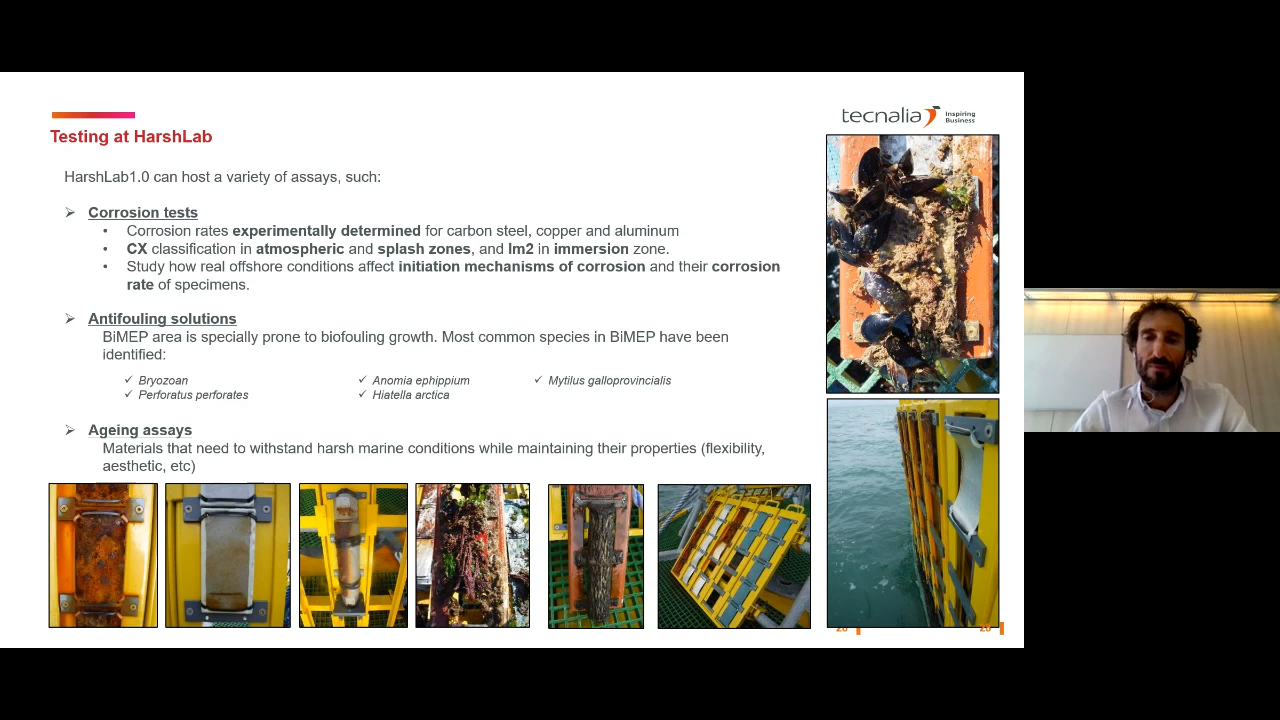 tecnalia Inspiring Business
Testing at HarshLab
HarshLab1.0 can host a variety of assays, such:
➢ Corrosion tests
• Corrosion rates experimentally determined for carbon steel, copper and aluminum
• CX classification in atmospheric and splash zones, and Im2 in immersion zone.
• Study how real offshore conditions affect initiation mechanisms of corrosion and their corrosion
rate of specimens.
➢ Antifouling solutions
BiMEP area is specially prone to biofouling growth. Most common species in BiMEP have been
identified:
✓ Bryozoan ✓ Anomia ephippium ✓ Mytilus galloprovincialis
✓ Perforatus perforates ✓ Hiatella arctica
➢ Ageing assays
Materials that need to withstand harsh marine conditions while maintaining their properties (flexibility,
aesthetic, etc)